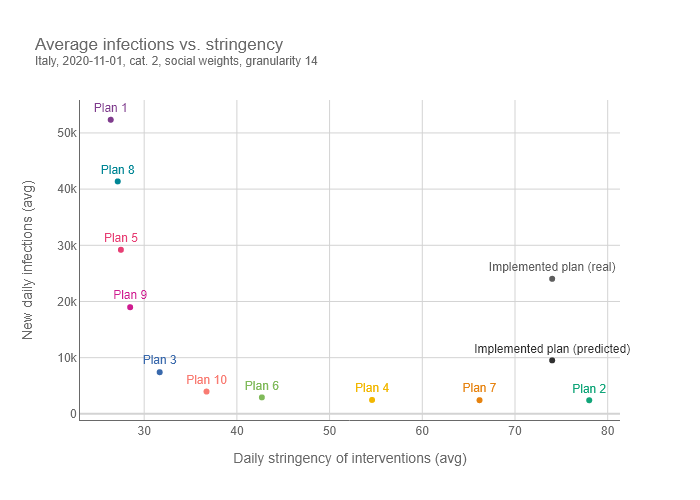 Average infections vs. stringency
Italy, 2020-11-01, cat. 2, social weights, granularity 14
New daily infections (avg)
50k
40k
30k
20k
10k
0
Plan 1
Plan 8
Plan 5
Implemented plan (real)
Plan 9
Implemented plan (predicted)
Plan 3
Plan 10
Plan 6
Plan 4
Plan 7
Plan 2
30
40
50
60
70
80
Daily stringency of interventions (avg)